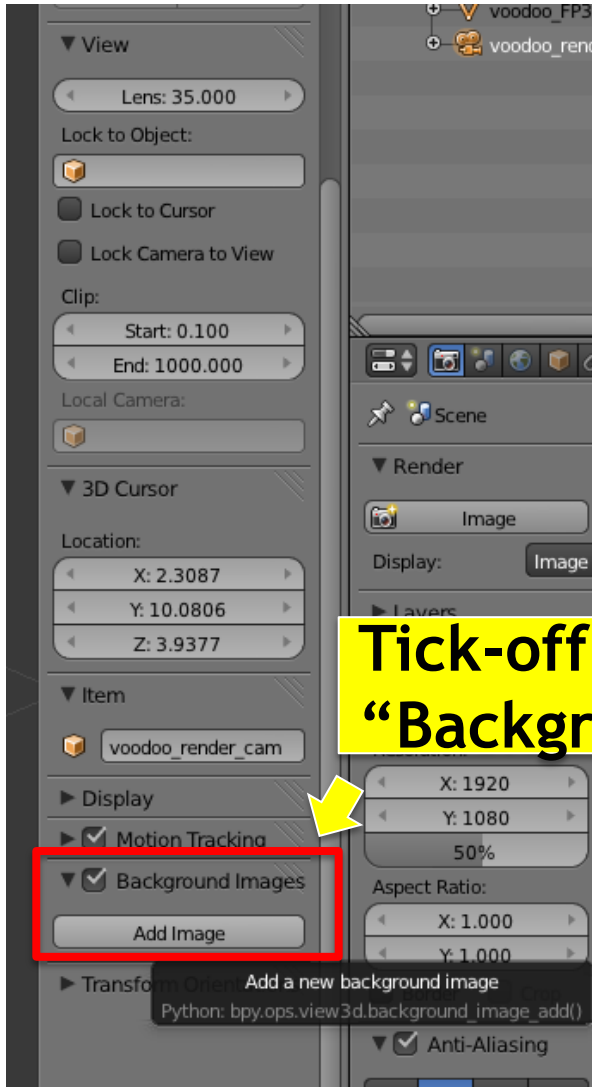 View
Lens: 35.000
Lock to Object:
Lock to Cursor
Lock Camera to View
Clip:
Start: 0.100
End: 1000.000
Local Camera:
3D Cursor
Location:
X: 2.3087
Y: 10.0806
Z: 3.9377
Item
voodoo_render_cam
Display
Motion Tracking
Background Images
Add Image
Transform Orient
voodoo_FP3
voodoo_rend
Scene
Render
Image
Display:
Image
Layers
Tick-off
“Backgr
X: 1920
Y: 1080
50%
Aspect Ratio:
X: 1.000
Y: 1.000
Add a new background image
Python: bpy.ops.view3d.background_image_add()
Border
Crop
Anti-Aliasing